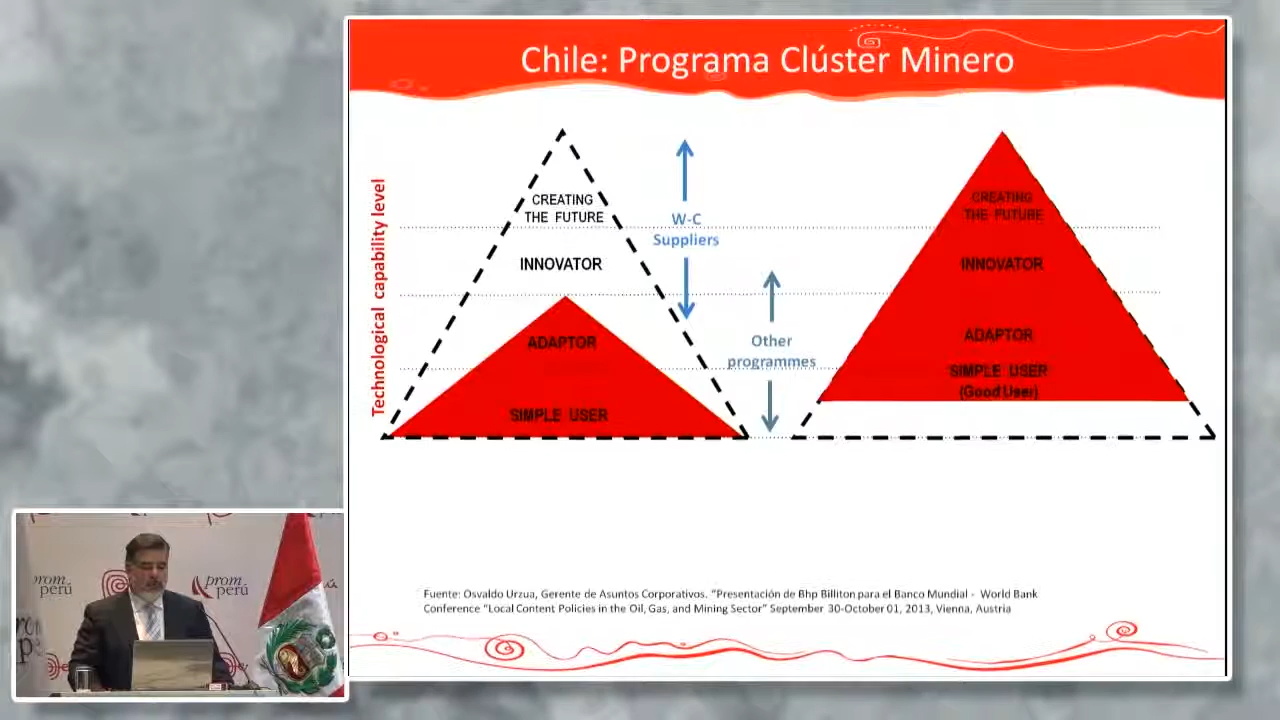 Chile: Programa Clúster Minero
Technological capability level
CREATING
THE FUTURE
INNOVATOR
ADAPTOR
SIMPLE USER
W-C
Suppliers
Other
programmes
CREATING
THE FUTURE
INNOVATOR
ADAPTOR
SIMPLE USER
(Good User)
Fuente: Osvaldo Urzua, Gerente de Asuntos Corporativos. "Presentación de Bhp Billiton para el Banco Mundial - World Bank
Conference "Local Content Policies in the Oil, Gas, and Mining Sector" September 30-October 01, 2013, Vienna, Austria
prom
perú
prom
perú